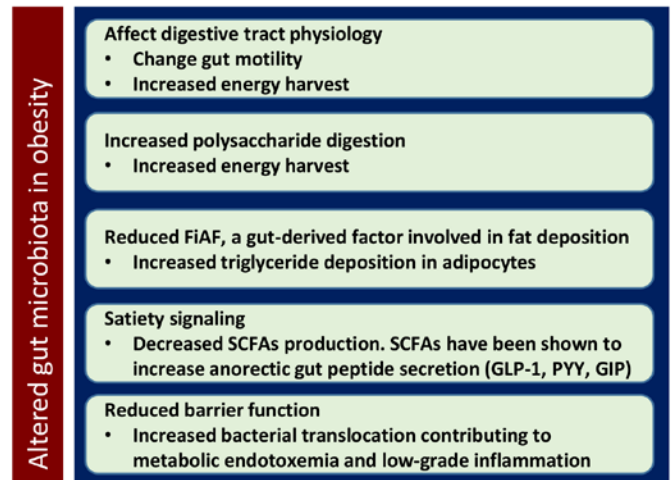 Altered gut microbiota in obesity
Affect digestive tract physiology
• Change gut motility
• Increased energy harvest
Increased polysaccharide digestion
• Increased energy harvest
Reduced FiAF, a gut-derived factor involved in fat deposition
• Increased triglyceride deposition in adipocytes
Satiety signaling
• Decreased SCFAs production. SCFAs have been shown to
increase anorectic gut peptide secretion (GLP-1, PYY, GIP)
Reduced barrier function
• Increased bacterial translocation contributing to
metabolic endotoxemia and low-grade inflammation